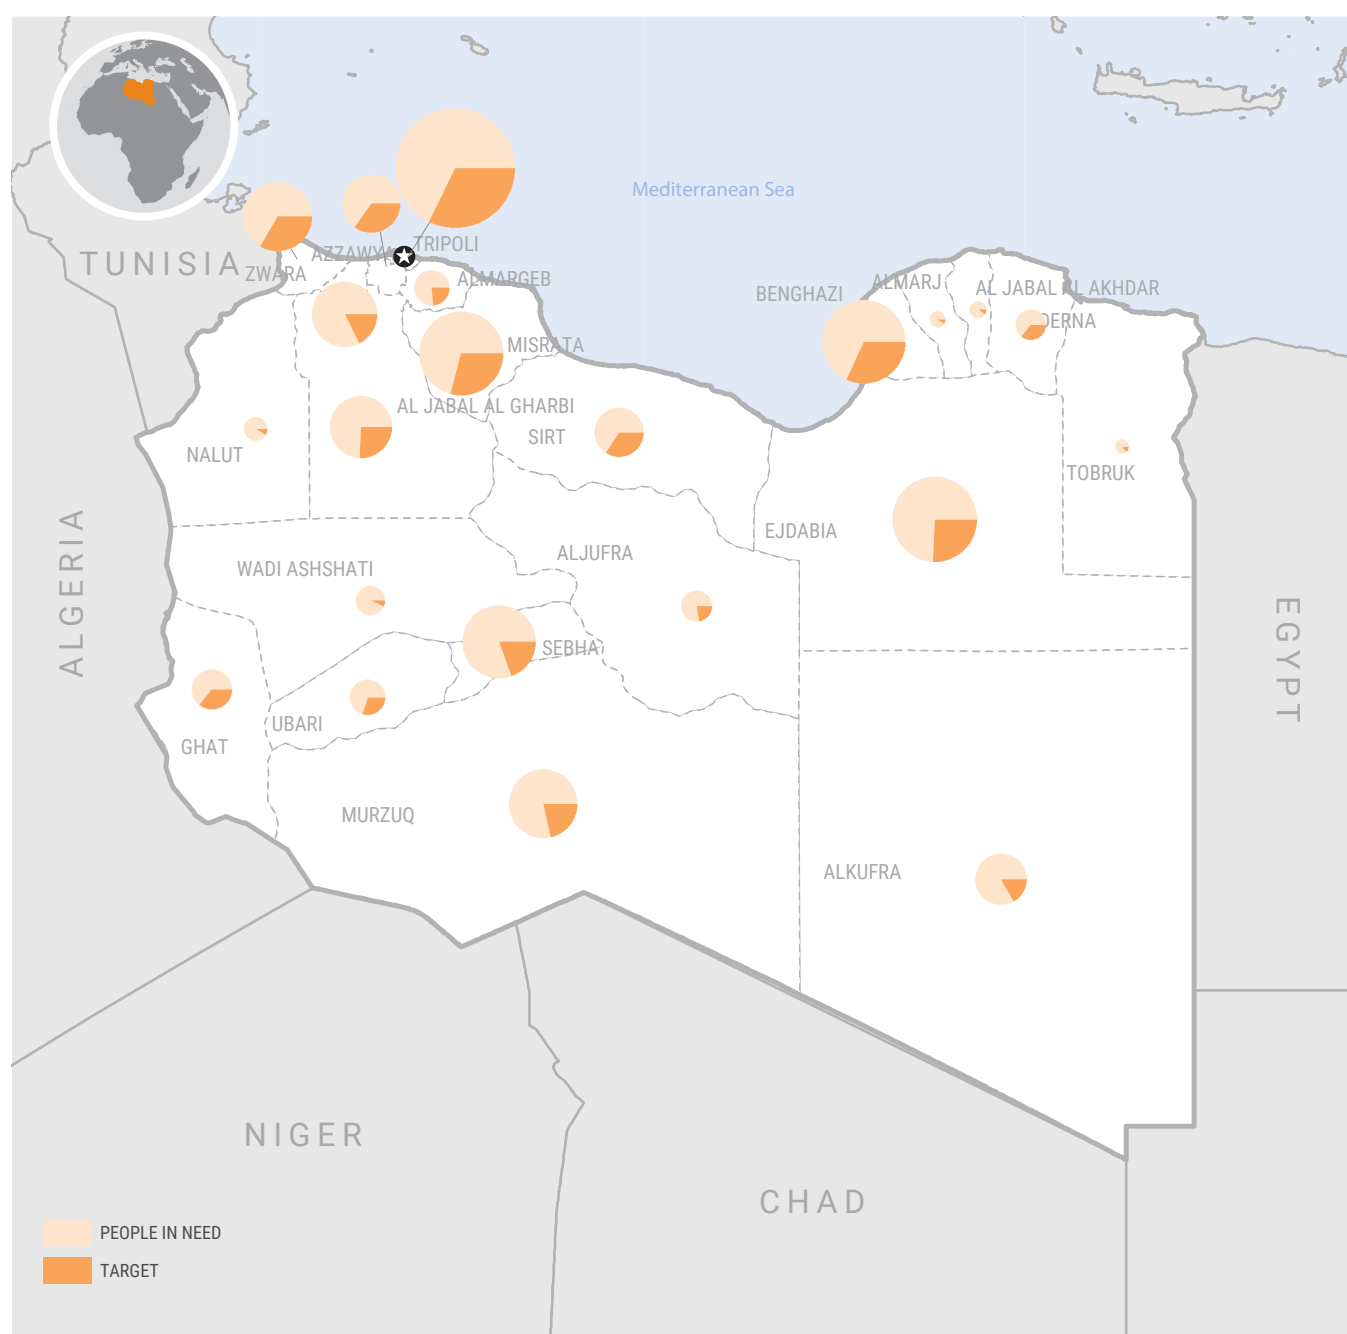 Mediterranean Sea
TUNISIA
ZWARA
AZZAWYA
TRIPOLI
ALMARGEB
MISRATA
BENGHAZI
ALMARJ
AL JABAL AL AKHDAR
DERNA
AL JABAL AL GHARBI
SIRT
NALUT
TOBRUK
EJDABIA
ALJUFRA
WADI ASHSHATI
ALGERIA
SEBHA
EGYPT
UBARI
GHAT
MURZUQ
ALKUFRA
NIGER
CHAD
PEOPLE IN NEED
TARGET